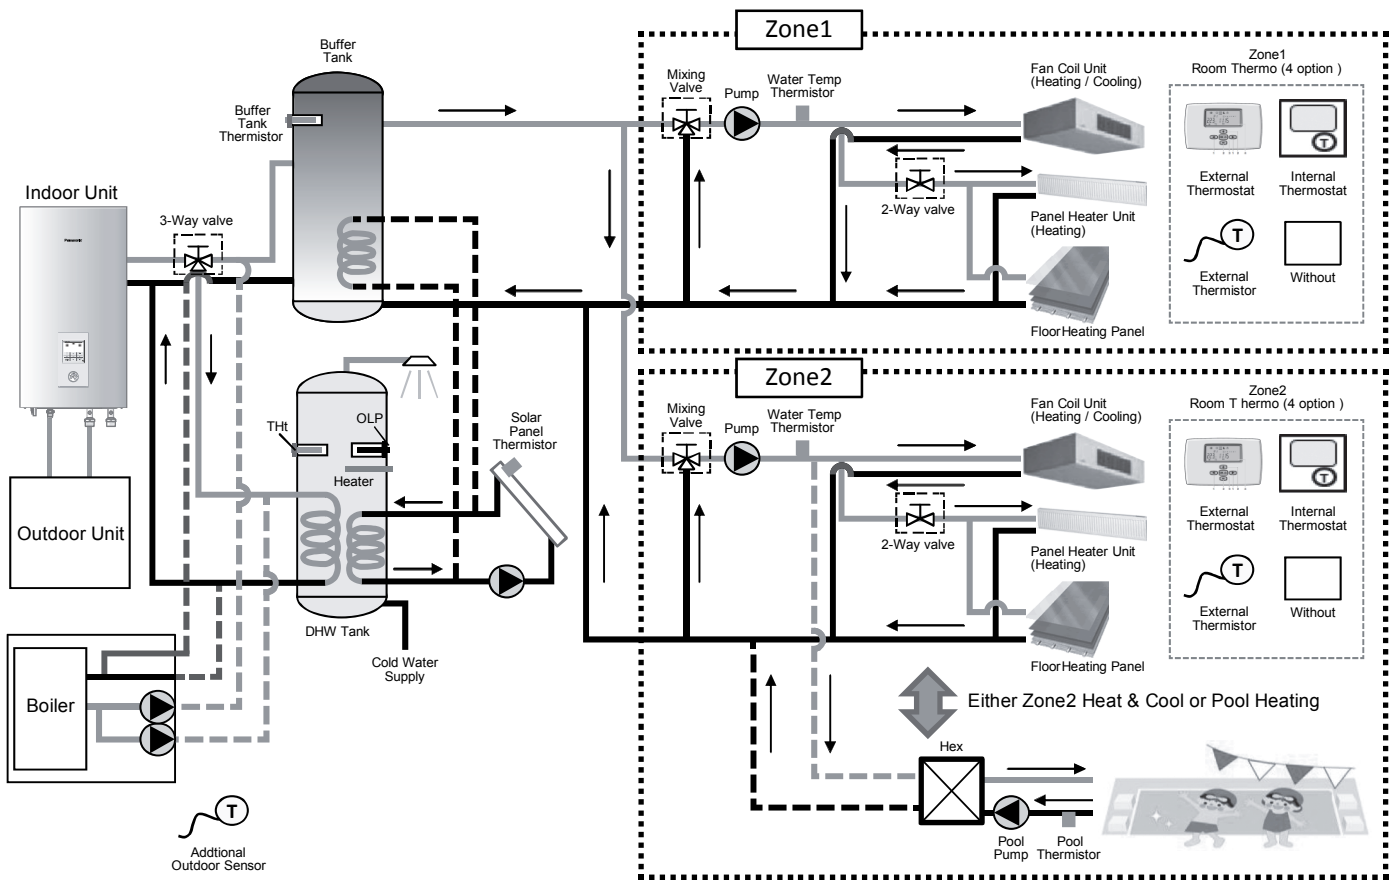 Zone1
Buffer
Tank
Buffer
Tank
Thermistor
Mixing
Valve
Pump
Water Temp
Thermistor
Fan Coil Unit
(Heating / Cooling)
2-Way valve
Panel Heater Unit
(Heating)
FloorHeating Panel
Zone1
Room Thermo (4 option )
T
External
Thermostat
Internal
Thermostat
T
External
Thermistor
Without
Indoor Unit
Panasonic
3-Way valve
Outdoor Unit
THt
OLP
Heater
DHW Tank
Solar
Panel
Thermistor
Cold Water
Supply
Boiler
T
Addtional
Outdoor Sensor
Zone2
Mixing
Valve
Pump
Water Temp
Thermistor
Fan Coil Unit
(Heating / Cooling)
2-Way valve
Panel Heater Unit
(Heating)
FloorHeating Panel
Zone2
Room T hermo (4 option )
T
External
Thermostat
Internal
Thermostat
T
External
Thermistor
Without
Either Zone2 Heat & Cool or Pool Heating
Hex
Pool
Pump
Pool
Thermistor